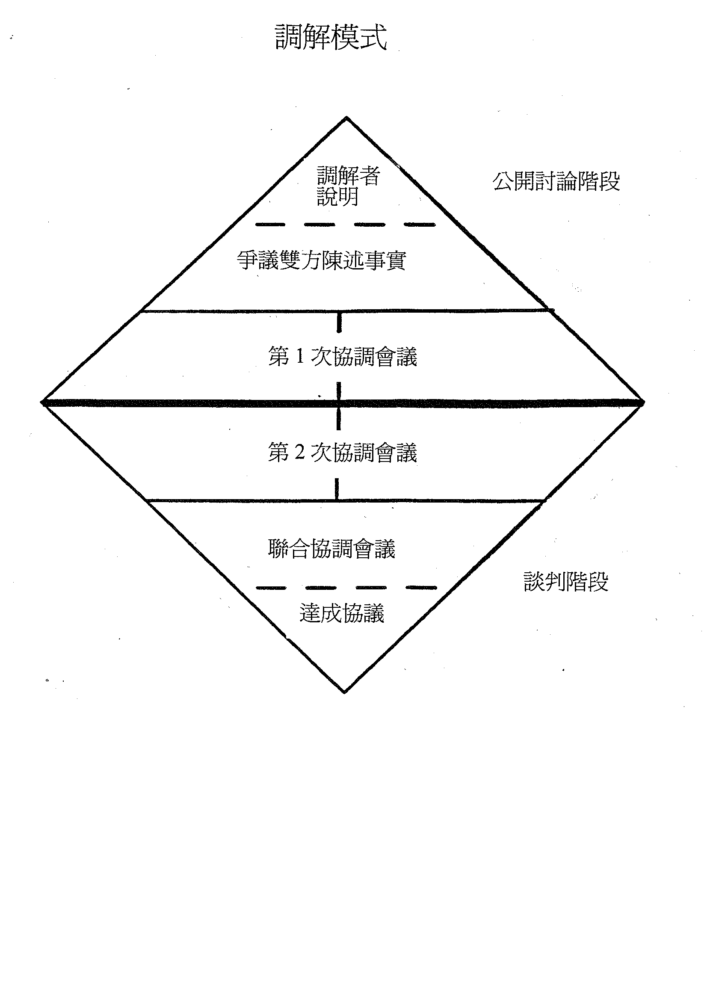 調解模式
調解者
說明
公開討論階段
爭議雙方陳述事實
第 1 次協調會議
第 2 次協調會議
聯合協調會議
談判階段
達成協議